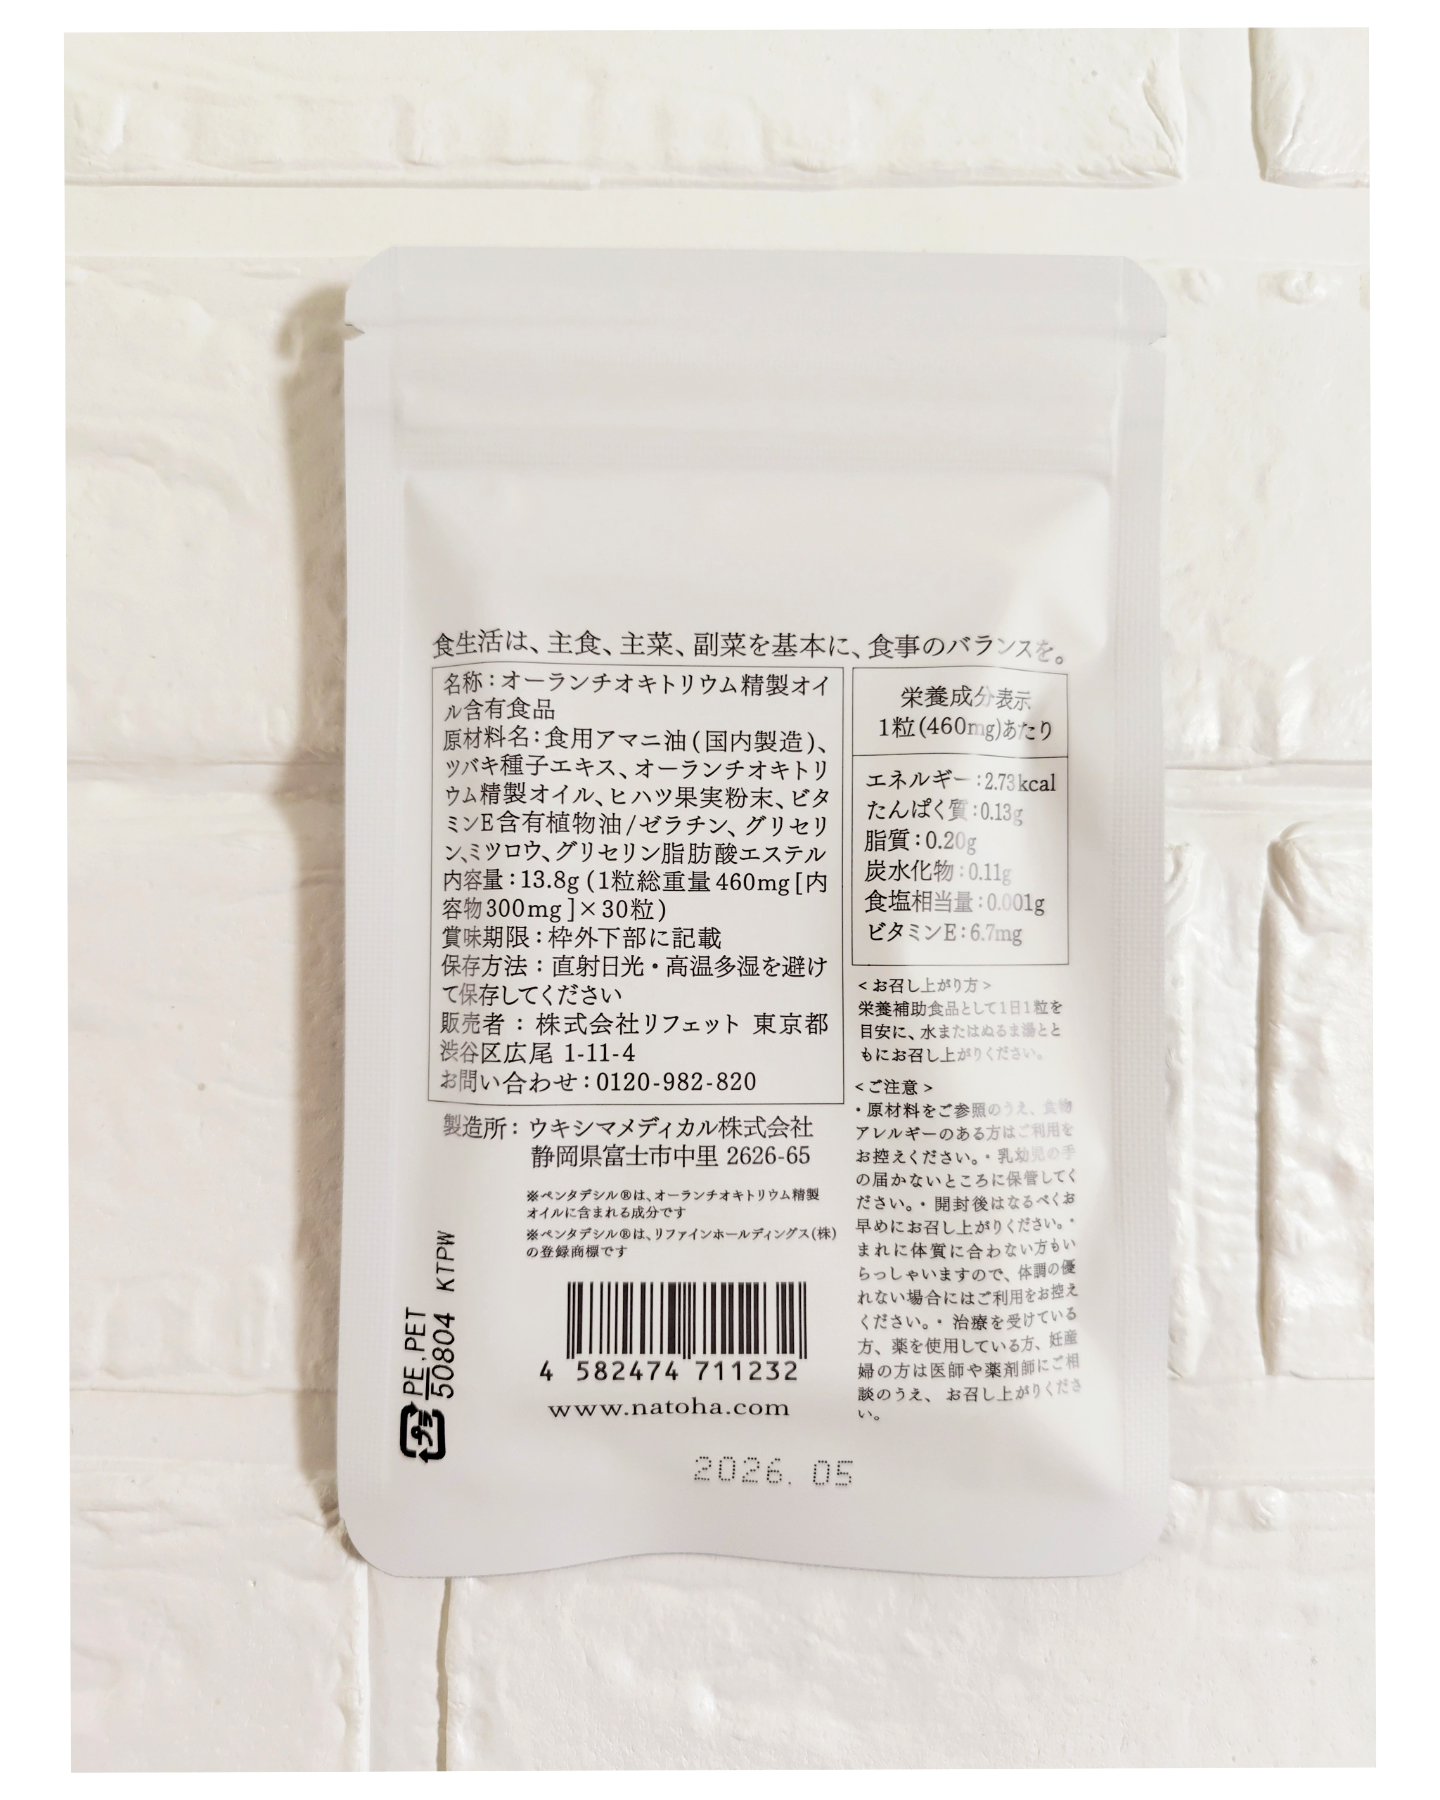 食生活は、主食、主菜、副菜を基本に、食事のバランスを。
名称：オーランチオキトリウム精製オイ
ル含有食品
原材料名：食用アマニ油(国内製造)、
ツバキ種子エキス、オーランチオキトリ
ウム精製オイル、ヒハツ果実粉末、ビタ
ミンE含有植物油/ゼラチン、グリセリ
ン、ミツロウ、グリセリン脂肪酸エステル
内容量：13.8g(1粒総重量460mg[内
容物300mg]×30粒)
賞味期限：枠外下部に記載
保存方法：直射日光・高温多湿を避け
て保存してください
販売者：株式会社リフェット 東京都
渋谷区広尾 1-11-4
お問い合わせ：0120-982-820
製造所：ウキシマメディカル株式会社
静岡県富士市中里 2626-65
※ペンタデシル®は、オーランチオキトリウム精製
オイルに含まれる成分です
※ペンタデシル®は、リファインホールディングス(株)
の登録商標です
4 582474 711232
www.natoha.com
栄養成分表示
1粒(460mg)あたり
エネルギー：2.73kcal
たんぱく質：0.13g
脂質：0.20g
炭水化物：0.11g
食塩相当量：0.001g
ビタミンE：6.7mg
<お召し上がり方>
栄養補助食品として1日1粒を
目安に、水またはぬるま湯とと
もにお召し上がりください。
<ご注意>
・原材料をご参照のうえ、食物
アレルギーのある方はご利用を
お控えください。・乳幼児の手
の届かないところに保管してく
ださい。・開封後はなるべくお
早めにお召し上がりください。・
まれに体質に合わない方もい
らっしゃいますので、体調の優
れない場合にはご利用をお控え
ください。・治療を受けている
方、薬を使用している方、妊産
婦の方は医師や薬剤師にご相
談のうえ、お召し上がりくださ
い。
プラ
PE,PET
50804 KTPW
2026.05